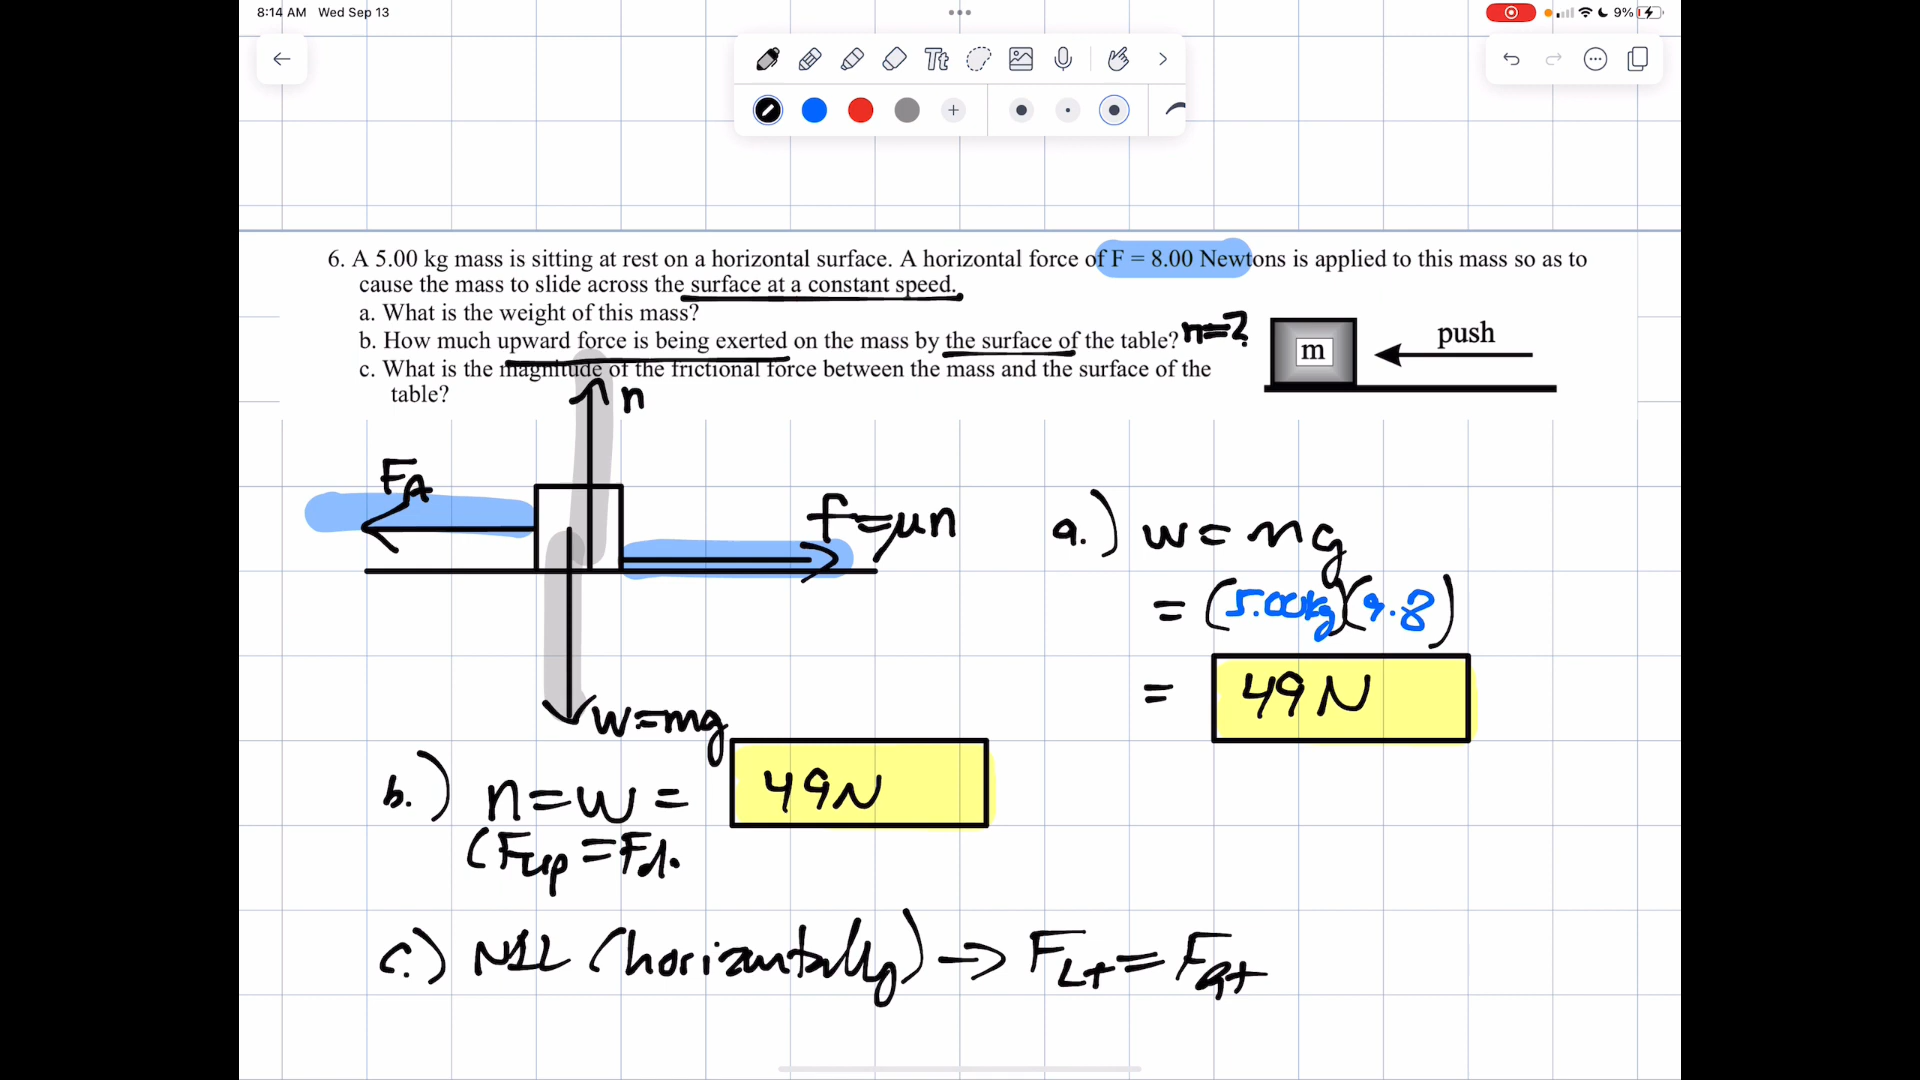 8:14 AM Wed Sep 13
9%
Tt
6. A 5.00 kg mass is sitting at rest on a horizontal surface. A horizontal force of F = 8.00 Newtons is applied to this mass so as to
cause the mass to slide across the surface at a constant speed.
a. What is the weight of this mass?
b. How much upward force is being exerted on the mass by the surface of the table? n=?
c. What is the magnitude of the frictional force between the mass and the surface of the
table?
m
push
n
FA
f=μn
a.) w=mg
= (5.00kg)(9.8)
= 49N
w=mg
b.) n=w= 49N
(Fup=Fd.
c.) N1L (horizontally) → FLt=FRt